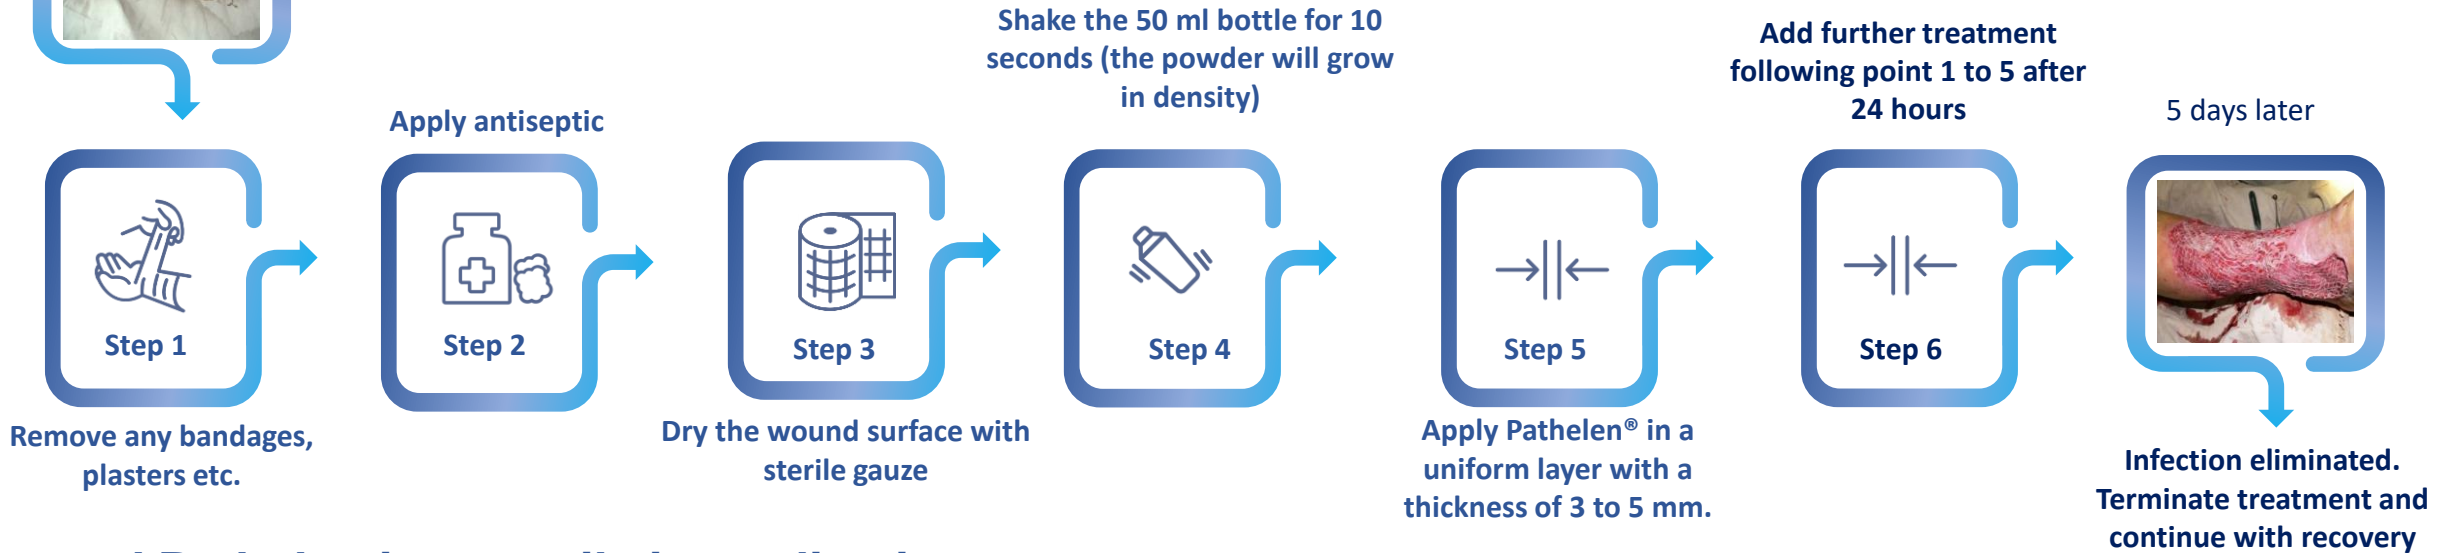 Step 1
Remove any bandages,
plasters etc.
Apply antiseptic
Step 2
Step 3
Dry the wound surface with
sterile gauze
Shake the 50 ml bottle for 10
seconds (the powder will grow
in density)
Step 4
Step 5
Apply Pathelen® in a
uniform layer with a
thickness of 3 to 5 mm.
Add further treatment
following point 1 to 5 after
24 hours
Step 6
5 days later
Infection eliminated.
Terminate treatment and
continue with recovery